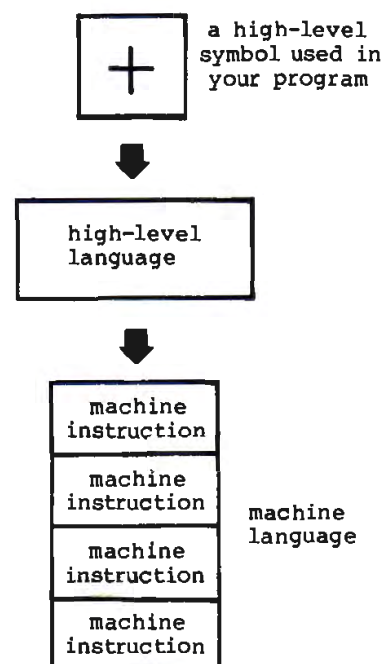 +
a high-level
symbol used in
your program
high-level
language
machine
instruction
machine
instruction
machine
instruction
machine
instruction
machine
language